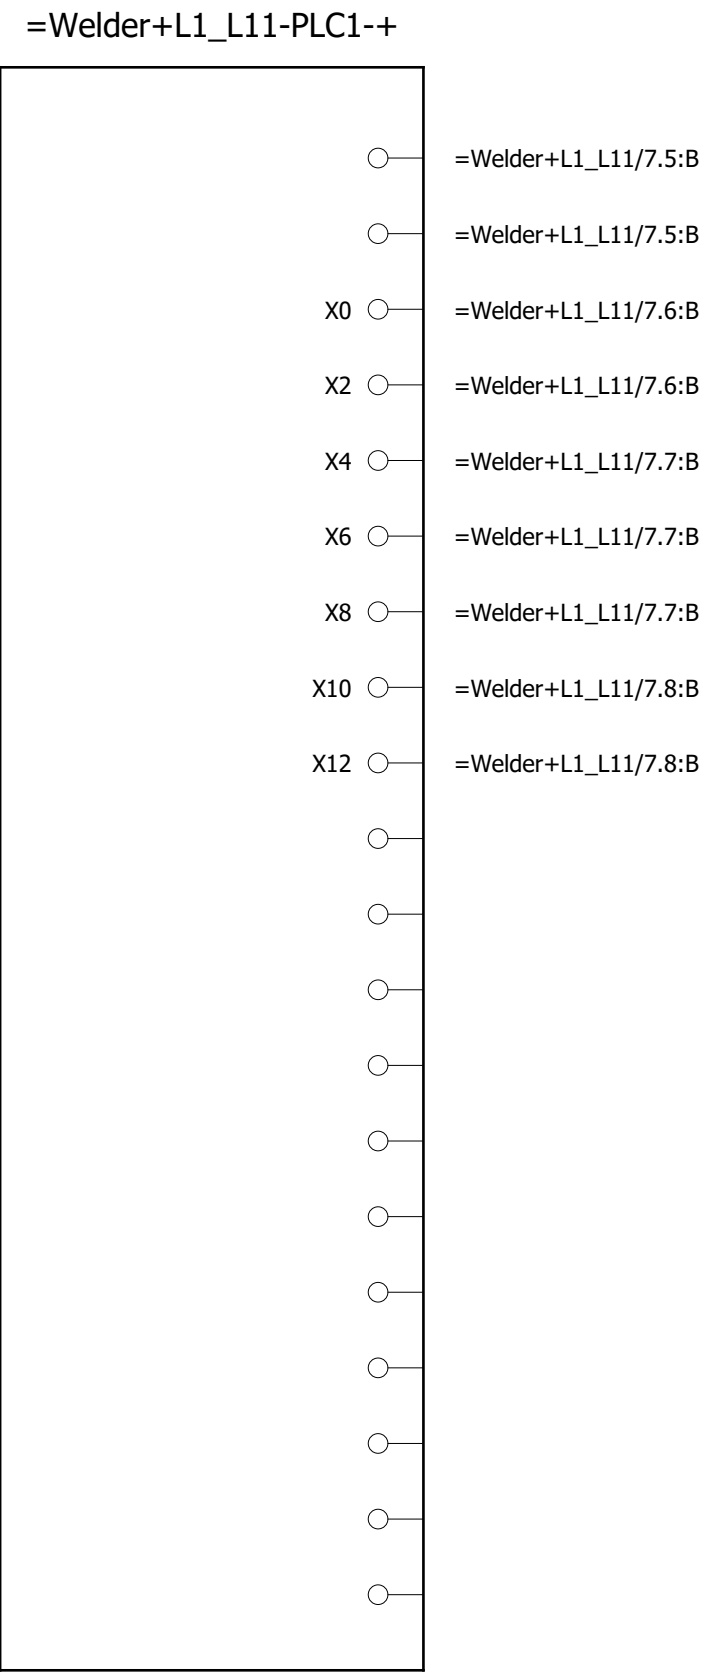 =Welder+L1_L11-PLC1-+
=Welder+L1_L11/7.5:B
=Welder+L1_L11/7.5:B
X0 =Welder+L1_L11/7.6:B
X2 =Welder+L1_L11/7.6:B
X4 =Welder+L1_L11/7.7:B
X6 =Welder+L1_L11/7.7:B
X8 =Welder+L1_L11/7.7:B
X10 =Welder+L1_L11/7.8:B
X12 =Welder+L1_L11/7.8:B